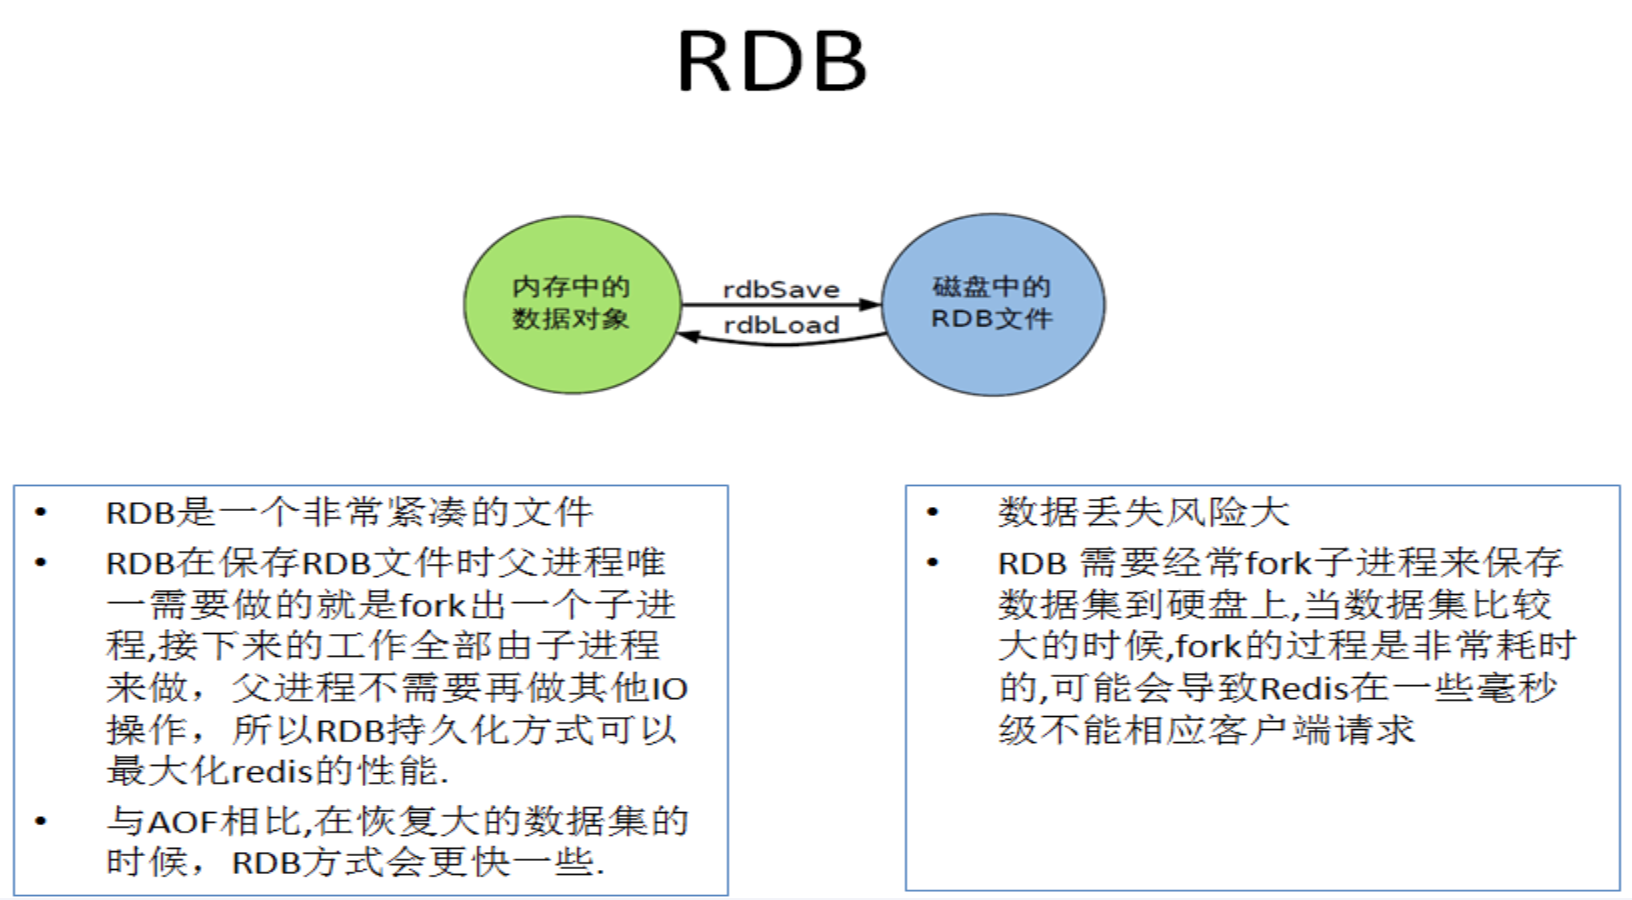 RDB
内存中的
数据对象
rdbSave
rdbLoad
磁盘中的
RDB文件
• RDB是一个非常紧凑的文件
• RDB在保存RDB文件时父进程唯
一需要做的就是fork出一个子进
程,接下来的工作全部由子进程
来做，父进程不需要再做其他IO
操作，所以RDB持久化方式可以
最大化redis的性能.
• 与AOF相比,在恢复大的数据集的
时候，RDB方式会更快一些.
• 数据丢失风险大
• RDB 需要经常fork子进程来保存
数据集到硬盘上,当数据集比较
大的时候,fork的过程是非常耗时
的,可能会导致Redis在一些毫秒
级不能相应客户端请求